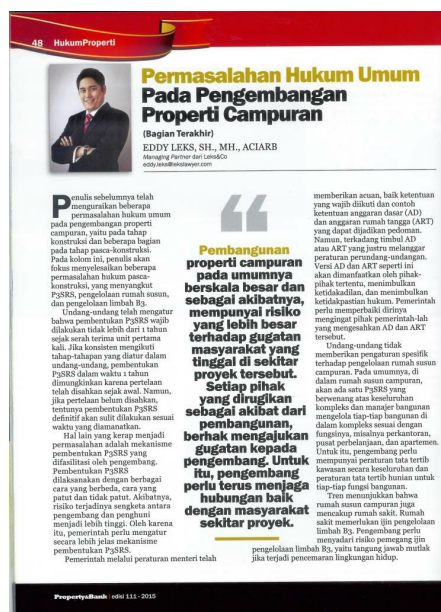 48 HukumProperti
Permasalahan Hukum Umum
Pada Pengembangan
Properti Campuran
(Bagian Terakhir)
EDDY LEKS, SH., MH., ACIARB
Managing Partner dari Leks&Co
eddy.leks@lekslawyer.com
Penulis sebelumnya telah
menguraikan beberapa
permasalahan hukum umum
pada pengembangan properti
campuran, yaitu pada tahap
konstruksi dan beberapa bagian
pada tahap pasca-konstruksi.
Pada kolom ini, penulis akan
fokus menyelesaikan beberapa
permasalahan hukum pasca-
konstruksi, yang menyangkut
P3SRS, pengelolaan rumah susun,
dan pengelolaan limbah B3.
Undang-undang telah mengatur
bahwa pembentukan P3SRS wajib
dilakukan tidak lebih dari 1 tahun
sejak serah terima unit pertama
kali. Jika konsisten mengikuti
tahap-tahapan yang diatur dalam
undang-undang, pembentukan
P3SRS dalam waktu 1 tahun
dimungkinkan karena pertelaan
telah disahkan sejak awal. Namun,
jika pertelaan belum disahkan,
tentunya pembentukan P3SRS
definitif akan sulit dilakukan sesuai
waktu yang diamanatkan.
Hal lain yang kerap menjadi
permasalahan adalah mekanisme
pembentukan P3SRS yang
difasilitasi oleh pengembang.
Pembentukan P3SRS
dilaksanakan dengan berbagai
cara yang berbeda, cara yang
patut dan tidak patut. Akibatnya,
risiko terjadinya sengketa antara
pengembang dan penghuni
menjadi lebih tinggi. Oleh karena
itu, pemerintah perlu mengatur
secara lebih jelas mekanisme
pembentukan P3SRS.
Pemerintah melalui peraturan menteri telah
“
Pembangunan
properti campuran
pada umumnya
berskala besar dan
sebagai akibatnya,
mempunyai risiko
yang lebih besar
terhadap gugatan
masyarakat yang
tinggal di sekitar
proyek tersebut.
Setiap pihak
yang dirugikan
sebagai akibat dari
pembangunan,
berhak mengajukan
gugatan kepada
pengembang. Untuk
itu, pengembang
perlu terus menjaga
hubungan baik
dengan masyarakat
sekitar proyek.
memberikan acuan, baik ketentuan
yang wajib diikuti dan contoh
ketentuan anggaran dasar (AD)
dan anggaran rumah tangga (ART)
yang dapat dijadikan pedoman.
Namun, terkadang timbul AD
atau ART yang justru melanggar
peraturan perundang-undangan.
Versi AD dan ART seperti ini
akan dimanfaatkan oleh pihak-
pihak tertentu, menimbulkan
ketidakadilan, dan menimbulkan
ketidakpastian hukum. Pemerintah
perlu memperbaiki dirinya
mengingat pihak pemerintah-lah
yang mengesahkan AD dan ART
tersebut.
Undang-undang tidak
memberikan pengaturan spesifik
terhadap pengelolaan rumah susun
campuran. Pada umumnya, di
dalam rumah susun campuran,
akan ada satu P3SRS yang
berwenang atas keseluruhan
kompleks dan manajer bangunan
mengelola tiap-tiap bangunan di
dalam kompleks sesuai dengan
fungsinya, misalnya perkantoran,
pusat perbelanjaan, dan apartemen.
Untuk itu, pengembang perlu
mempunyai peraturan tata tertib
kawasan secara keseluruhan dan
peraturan tata tertib hunian untuk
tiap-tiap fungsi bangunan.
Tren menunjukkan bahwa
rumah susun campuran juga
mencakup rumah sakit. Rumah
sakit memerlukan ijin pengelolaan
limbah B3. Pengembang perlu
menyadari risiko pemegang ijin
pengelolaan limbah B3, yaitu tangung jawab mutlak
jika terjadi pencemaran lingkungan hidup.
Property&Bank | edisi 111 - 2015